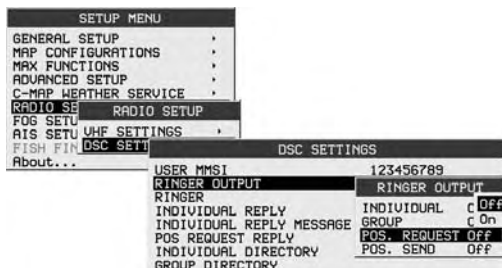 SETUP MENU
GENERAL SETUP
MAP CONFIGURATIONS
MAX FUNCTIONS
ADVANCED SETUP
C-MAP WEATHER SERVICE
RADIO SE
FOG SETU
AIS SETU
FISH FIN
About...
RADIO SETUP
VHF SETTINGS
DSC SETT
DSC SETTINGS
USER MMSI 123456789
RINGER OUTPUT
RINGER
INDIVIDUAL REPLY
INDIVIDUAL REPLY MESSAGE
POS REQUEST REPLY
INDIVIDUAL DIRECTORY
GROUP DIRECTORY
RINGER OUTPUT
INDIVIDUAL
GROUP
POS. REQUEST Off
POS. SEND Off
Off
On